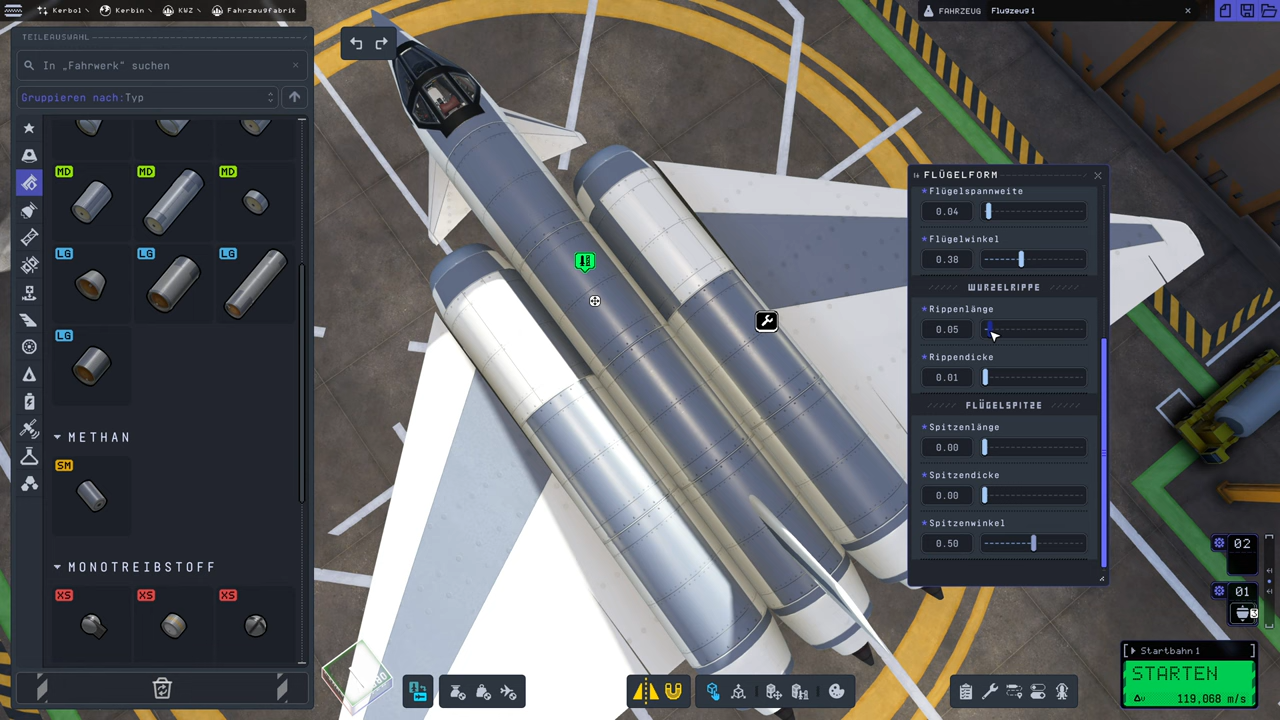 Kerbol
Kerbin
KWZ
Fahrzeugfabrik
FAHRZEUG
Flugzeug 1
TEILEAUSWAHL
In „Fahrwerk“ suchen
Gruppieren nach:Typ
MD
MD
MD
LG
LG
LG
LG
METHAN
SM
MONOTREIBSTOFF
XS
XS
XS
FLÜGELFORM
*Flügelspannweite
0.04
*Flügelwinkel
0.38
WURZELRIPPE
*Rippenlänge
0.05
*Rippendicke
0.01
FLÜGELSPITZE
*Spitzenlänge
0.00
*Spitzendicke
0.00
*Spitzenwinkel
0.50
02
01
3
Startbahn 1
STARTEN
Δv
119,068 m/s